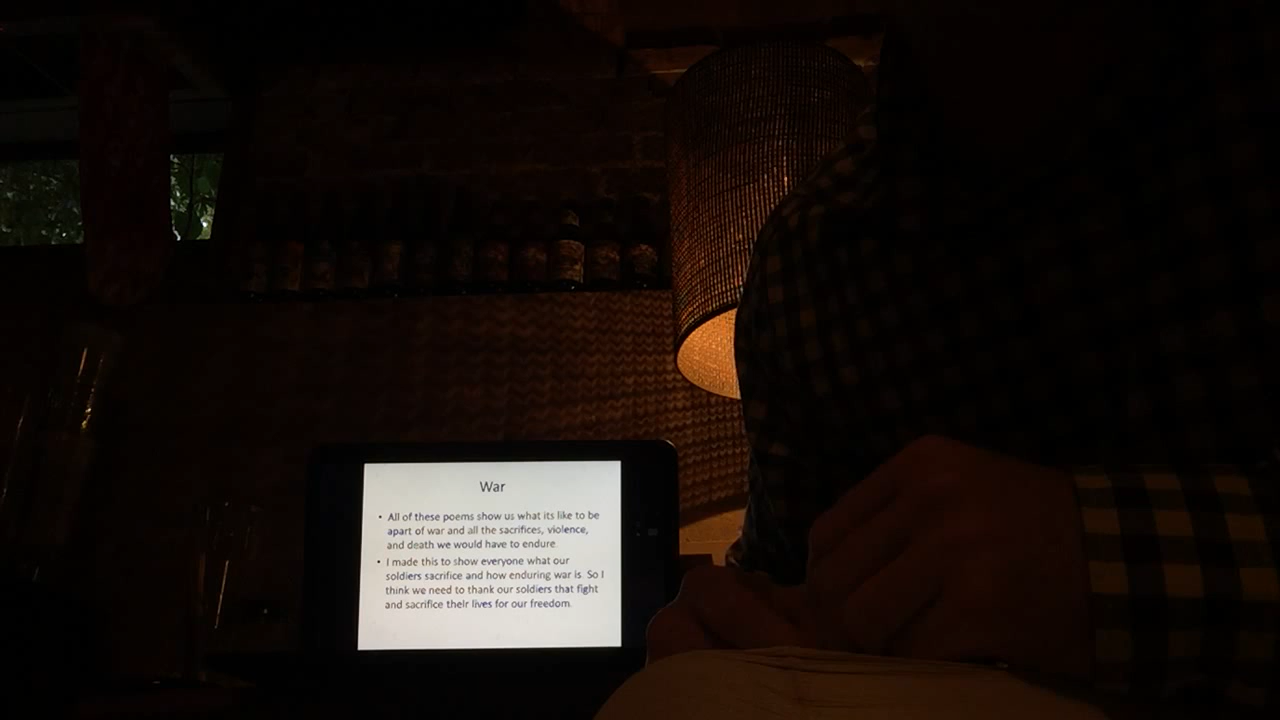 War
• All of these poems show us what its like to be
apart of war and all the sacrifices, violence,
and death we would have to endure.
• I made this to show everyone what our
soldiers sacrifice and how enduring war is. So I
think we need to thank our soldiers that fight
and sacrifice their lives for our freedom.